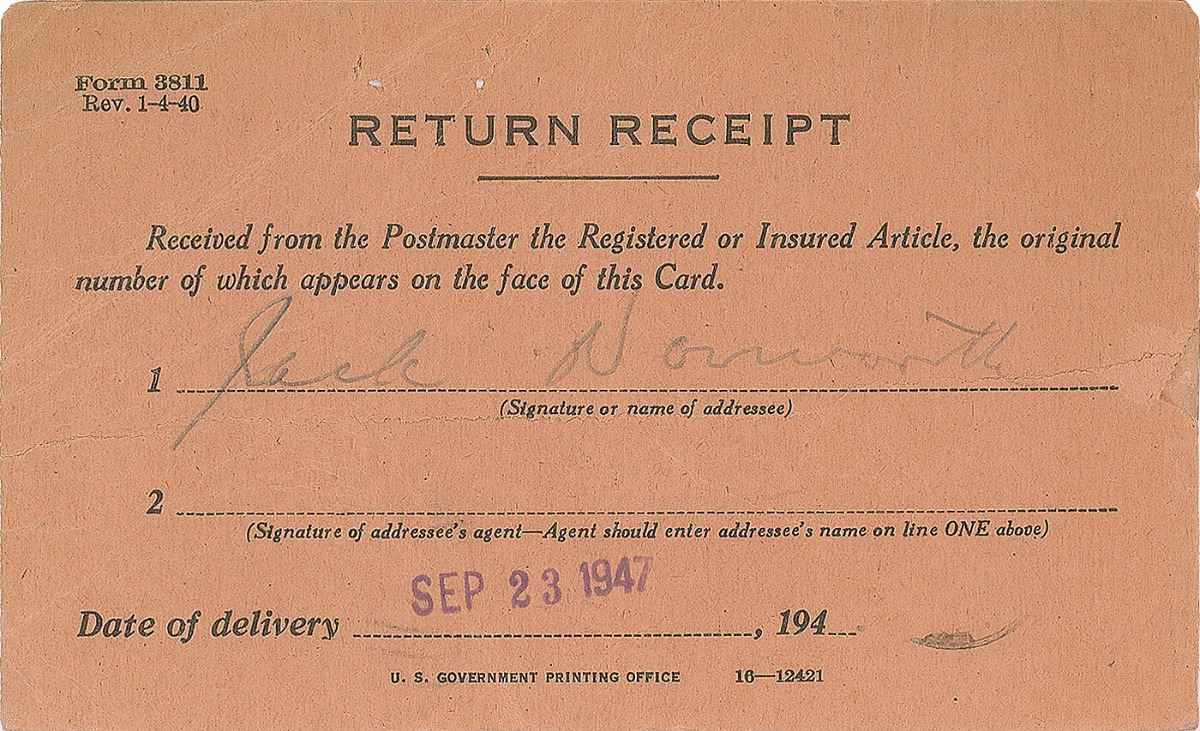 Form 3811
Rev. 1-4-40
RETURN RECEIPT
Received from the Postmaster the Registered or Insured Article, the original
number of which appears on the face of this Card.
1 Jack Norworth
(Signature or name of addressee)
2
(Signature of addressee's agent—Agent should enter addressee's name on line ONE above)
SEP 23 1947
Date of delivery , 194
U. S. GOVERNMENT PRINTING OFFICE 16—12421